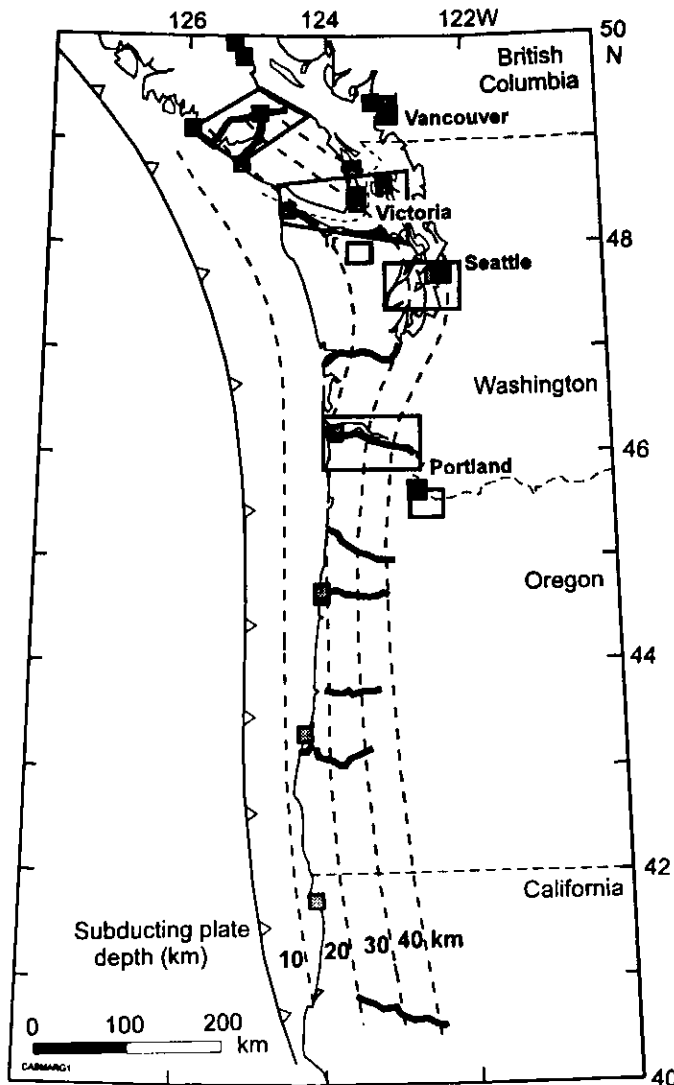 126 124 122W 50
N
British
Columbia
Vancouver
Victoria
48
Seattle
Washington
46
Portland
Oregon
44
42
California
Subducting plate
depth (km)
10 20 30 40 km
0 100 200
km
CASMARG1
40